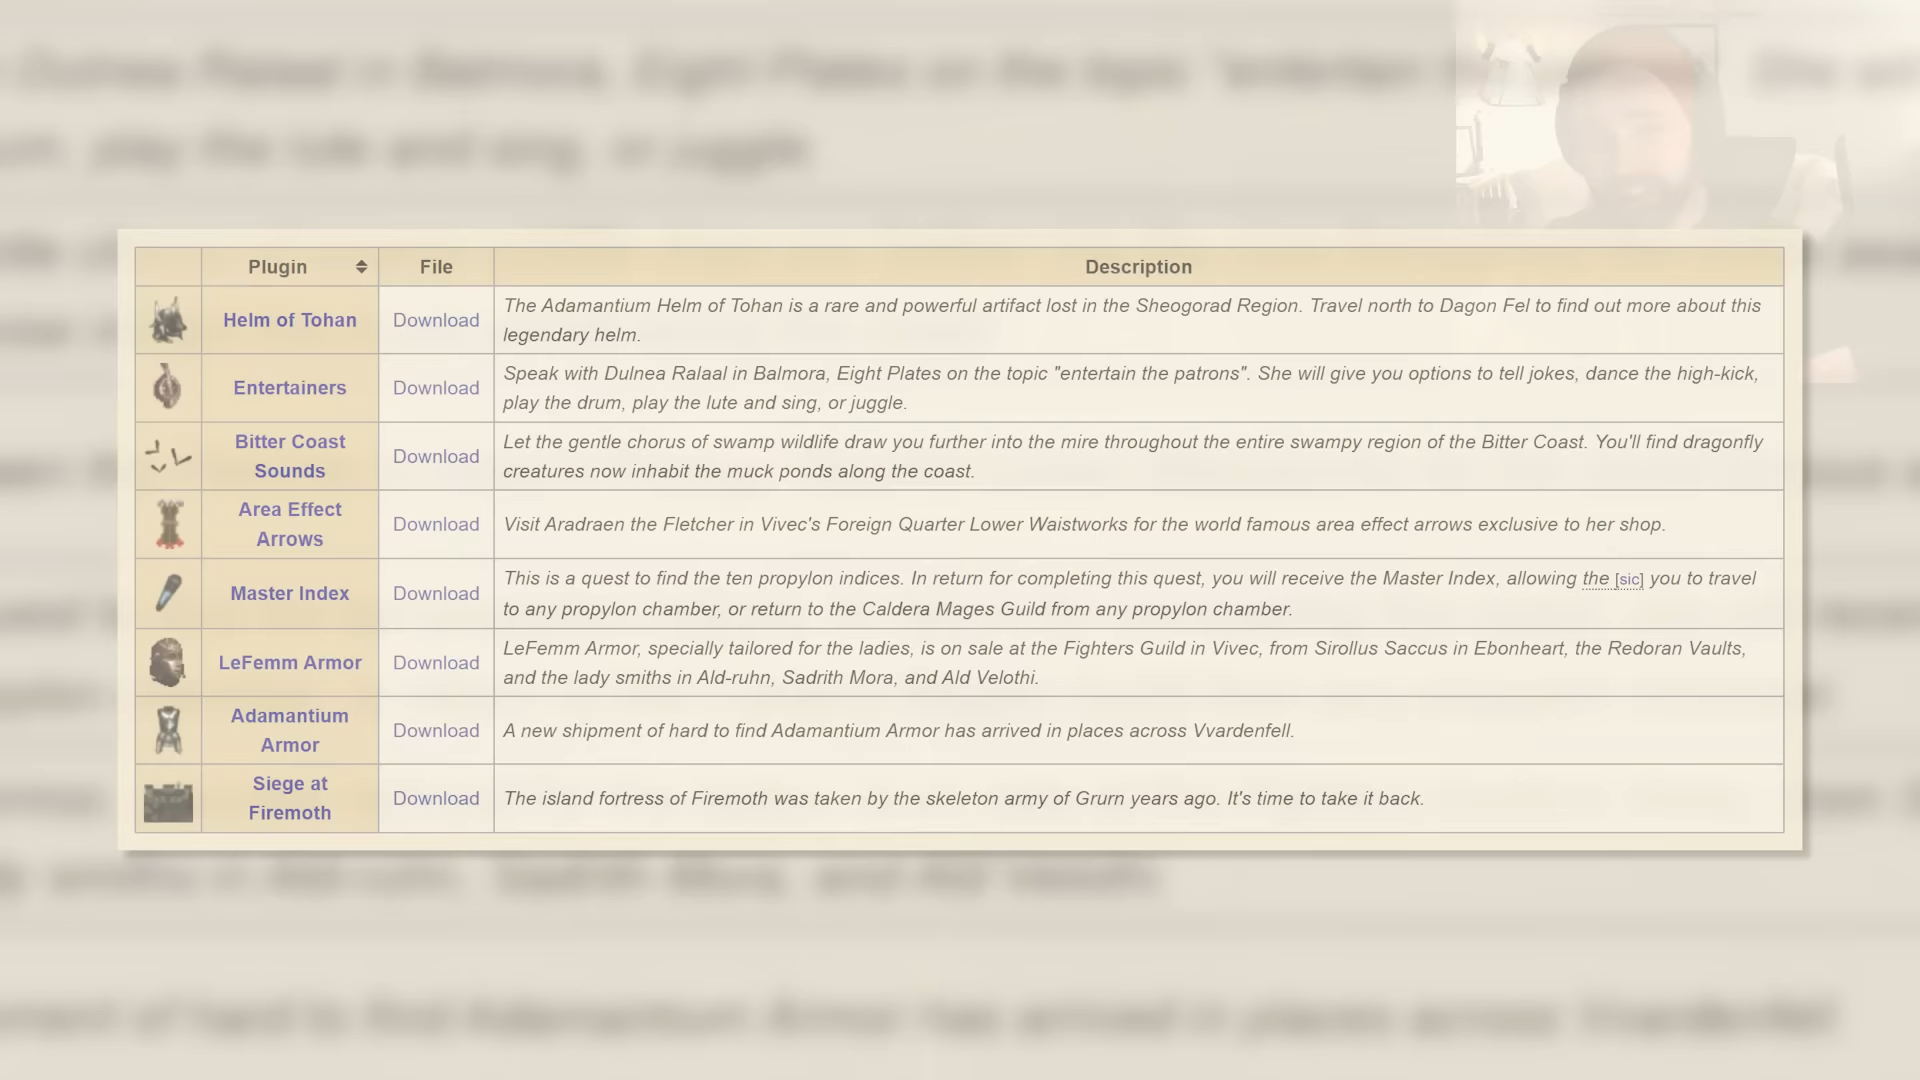 Plugin File Description
Helm of Tohan Download The Adamantium Helm of Tohan is a rare and powerful artifact lost in the Sheogorad Region. Travel north to Dagon Fel to find out more about this
legendary helm.
Entertainers Download Speak with Dulnea Ralaal in Balmora, Eight Plates on the topic "entertain the patrons". She will give you options to tell jokes, dance the high-kick,
play the drum, play the lute and sing, or juggle.
Bitter Coast
Sounds
Download
Let the gentle chorus of swamp wildlife draw you further into the mire throughout the entire swampy region of the Bitter Coast. You'll find dragonfly
creatures now inhabit the muck ponds along the coast.
Area Effect
Arrows
Download
Visit Aradraen the Fletcher in Vivec's Foreign Quarter Lower Waistworks for the world famous area effect arrows exclusive to her shop.
Master Index Download This is a quest to find the ten propylon indices. In return for completing this quest, you will receive the Master Index, allowing the [sic] you to travel
to any propylon chamber, or return to the Caldera Mages Guild from any propylon chamber.
LeFemm Armor Download LeFemm Armor, specially tailored for the ladies, is on sale at the Fighters Guild in Vivec, from Sirollus Saccus in Ebonheart, the Redoran Vaults,
and the lady smiths in Ald-ruhn, Sadrith Mora, and Ald Velothi.
Adamantium
Armor
Download
A new shipment of hard to find Adamantium Armor has arrived in places across Vvardenfell.
Siege at
Firemoth
Download
The island fortress of Firemoth was taken by the skeleton army of Grurn years ago. It's time to take it back.